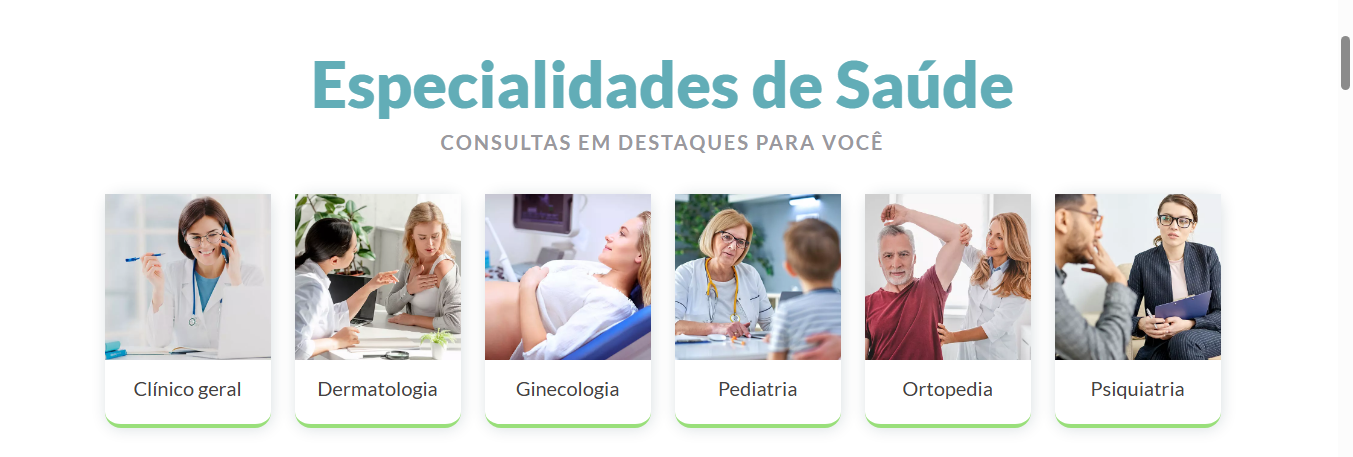 Especialidades de Saúde
CONSULTAS EM DESTAQUES PARA VOCÊ
Clínico geral
Dermatologia
Ginecologia
Pediatria
Ortopedia
Psiquiatria